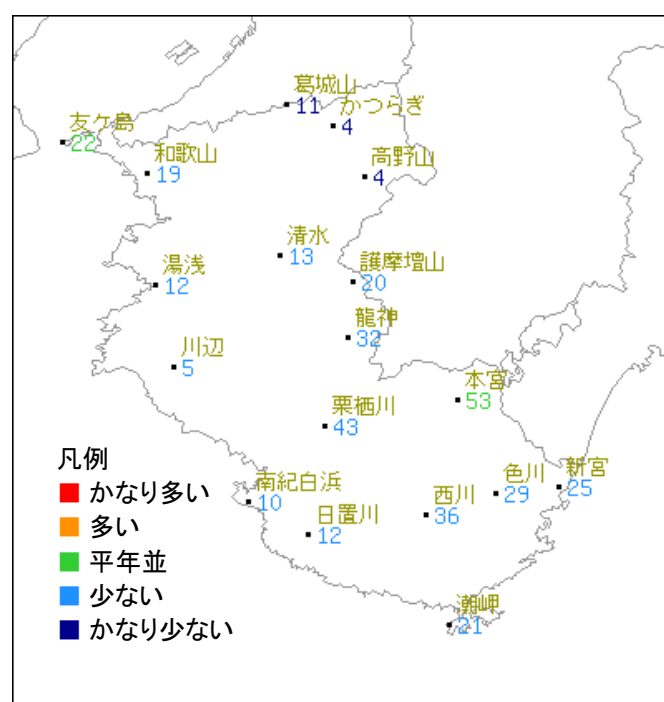 葛城山
11
かつらぎ
4
友ケ島
22
和歌山
19
高野山
4
清水
13
護摩壇山
20
湯浅
12
龍神
32
川辺
5
本宮
53
栗栖川
43
凡例
かなり多い
多い
平年並
少ない
かなり少ない
南紀白浜
10
日置川
12
西川
36
色川
29
新宮
25
潮岬
21